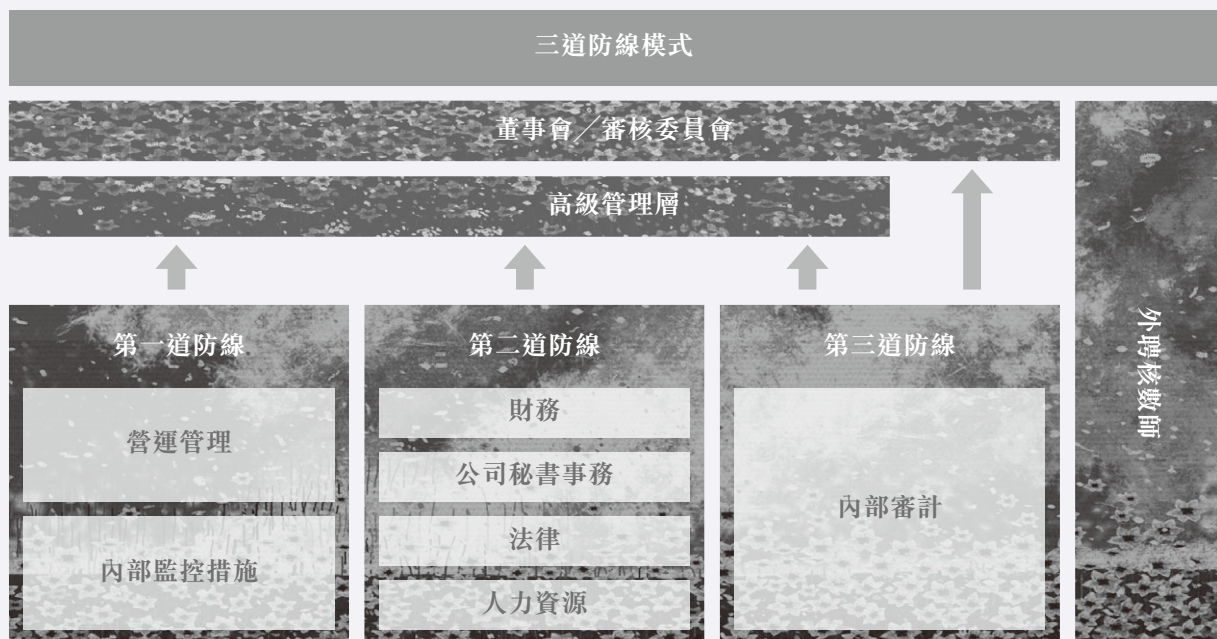 三道防線模式
董事會╱審核委員會
高級管理層
第一道防線
營運管理
內部監控措施
第二道防線
財務
公司秘書事務
法律
人力資源
第三道防線
內部審計
外聘核數師